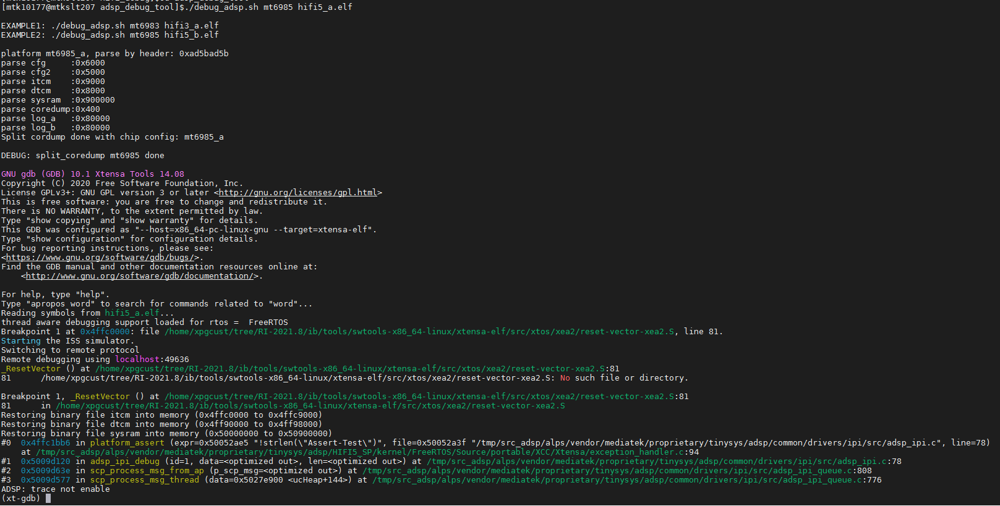 [mtk10177@mtkslt207 adsp_debug_tool]$./debug_adsp.sh mt6985 hifi5_a.elf
EXAMPLE1: ./debug_adsp.sh mt6983 hifi3_a.elf
EXAMPLE2: ./debug_adsp.sh mt6985 hifi5_b.elf
platform mt6985_a, parse by header: 0xad5bad5b
parse cfg     :0x6000
parse cfg2    :0x5000
parse itcm    :0x9000
parse dtcm    :0x8000
parse sysram  :0x900000
parse coredump:0x400
parse log_a   :0x80000
parse log_b   :0x80000
Split cordump done with chip config: mt6985_a
DEBUG: split_coredump mt6985 done
GNU gdb (GDB) 10.1 Xtensa Tools 14.08
Copyright (C) 2020 Free Software Foundation, Inc.
License GPLv3+: GNU GPL version 3 or later <http://gnu.org/licenses/gpl.html>
This is free software: you are free to change and redistribute it.
There is NO WARRANTY, to the extent permitted by law.
Type "show copying" and "show warranty" for details.
This GDB was configured as "--host=x86_64-pc-linux-gnu --target=xtensa-elf".
Type "show configuration" for configuration details.
For bug reporting instructions, please see:
<https://www.gnu.org/software/gdb/bugs/>.
Find the GDB manual and other documentation resources online at:
    <http://www.gnu.org/software/gdb/documentation/>.
For help, type "help".
Type "apropos word" to search for commands related to "word"...
Reading symbols from hifi5_a.elf...
thread aware debugging support loaded for rtos =  FreeRTOS
Breakpoint 1 at 0x4ffc0000: file /home/xpgcust/tree/RI-2021.8/ib/tools/swtools-x86_64-linux/xtensa-elf/src/xtos/xea2/reset-vector-xea2.S, line 81.
Starting the ISS simulator.
Switching to remote protocol
Remote debugging using localhost:49636
_ResetVector () at /home/xpgcust/tree/RI-2021.8/ib/tools/swtools-x86_64-linux/xtensa-elf/src/xtos/xea2/reset-vector-xea2.S:81
81      /home/xpgcust/tree/RI-2021.8/ib/tools/swtools-x86_64-linux/xtensa-elf/src/xtos/xea2/reset-vector-xea2.S: No such file or directory.
Breakpoint 1, _ResetVector () at /home/xpgcust/tree/RI-2021.8/ib/tools/swtools-x86_64-linux/xtensa-elf/src/xtos/xea2/reset-vector-xea2.S:81
81      in /home/xpgcust/tree/RI-2021.8/ib/tools/swtools-x86_64-linux/xtensa-elf/src/xtos/xea2/reset-vector-xea2.S
Restoring binary file itcm into memory (0x4ffc0000 to 0x4ffc9000)
Restoring binary file dtcm into memory (0x4ff90000 to 0x4ff98000)
Restoring binary file sysram into memory (0x50000000 to 0x50900000)
#0  0x4ffc1bb6 in platform_assert (expr=0x50052ae5 "!strlen(\"Assert-Test\")", file=0x50052a3f "/tmp/src_adsp/alps/vendor/mediatek/proprietary/tinysys/adsp/common/drivers/ipi/src/adsp_ipi.c", line=78)
    at /tmp/src_adsp/alps/vendor/mediatek/proprietary/tinysys/adsp/HIFI5_SP/kernel/FreeRTOS/Source/portable/XCC/Xtensa/exception_handler.c:94
#1  0x5009d120 in adsp_ipi_debug (id=1, data=<optimized out>, len=<optimized out>) at /tmp/src_adsp/alps/vendor/mediatek/proprietary/tinysys/adsp/common/drivers/ipi/src/adsp_ipi.c:78
#2  0x5009d63e in scp_process_msg_from_ap (p_scp_msg=<optimized out>) at /tmp/src_adsp/alps/vendor/mediatek/proprietary/tinysys/adsp/common/drivers/ipi/src/adsp_ipi_queue.c:808
#3  0x5009d577 in scp_process_msg_thread (data=0x5027e900 <ucHeap+144>) at /tmp/src_adsp/alps/vendor/mediatek/proprietary/tinysys/adsp/common/drivers/ipi/src/adsp_ipi_queue.c:776
ADSP: trace not enable
(xt-gdb)